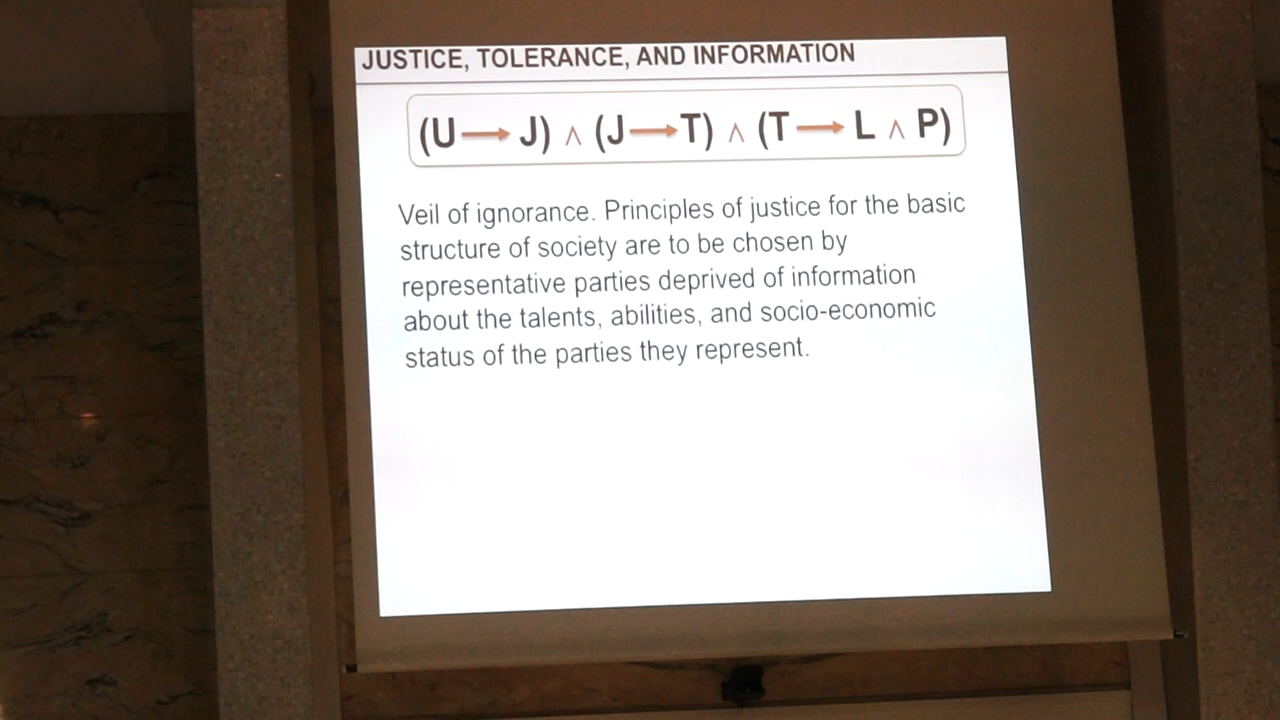 JUSTICE, TOLERANCE, AND INFORMATION
(U → J) ∧ (J → T) ∧ (T → L ∧ P)
Veil of ignorance. Principles of justice for the basic
structure of society are to be chosen by
representative parties deprived of information
about the talents, abilities, and socio-economic
status of the parties they represent.